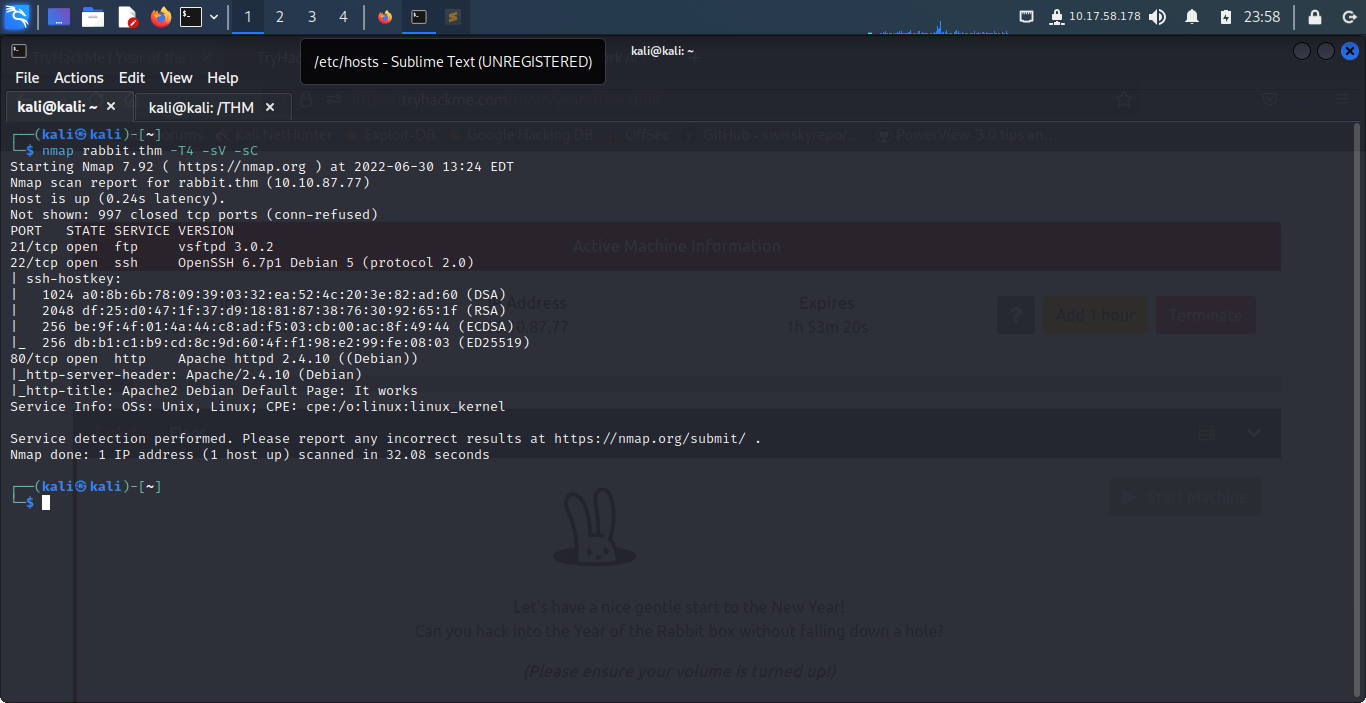 1 2 3 4 10.17.58.178 23:58
kali@kali: ~
/etc/hosts - Sublime Text (UNREGISTERED)
File Actions Edit View Help
kali@kali: ~ × kali@kali: /THM ×
┌──(kali㉿kali)-[~]
└─$ nmap rabbit.thm -T4 -sV -sC
Starting Nmap 7.92 ( https://nmap.org ) at 2022-06-30 13:24 EDT
Nmap scan report for rabbit.thm (10.10.87.77)
Host is up (0.24s latency).
Not shown: 997 closed tcp ports (conn-refused)
PORT   STATE SERVICE VERSION
21/tcp open  ftp     vsftpd 3.0.2
22/tcp open  ssh     OpenSSH 6.7p1 Debian 5 (protocol 2.0)
| ssh-hostkey:
|   1024 a0:8b:6b:78:09:39:03:32:ea:52:4c:20:3e:82:ad:60 (DSA)
|   2048 df:25:d0:47:1f:37:d9:18:81:87:38:76:30:92:65:1f (RSA)
|   256 be:9f:4f:01:4a:44:c8:ad:f5:03:cb:00:ac:8f:49:44 (ECDSA)
|_  256 db:b1:c1:b9:cd:8c:9d:60:4f:f1:98:e2:99:fe:08:03 (ED25519)
80/tcp open  http    Apache httpd 2.4.10 ((Debian))
|_http-server-header: Apache/2.4.10 (Debian)
|_http-title: Apache2 Debian Default Page: It works
Service Info: OSs: Unix, Linux; CPE: cpe:/o:linux:linux_kernel
Service detection performed. Please report any incorrect results at https://nmap.org/submit/ .
Nmap done: 1 IP address (1 host up) scanned in 32.08 seconds
┌──(kali㉿kali)-[~]
└─$
Active Machine Information
Address Expires
1h 53m 20s ? Add 1 hour Terminate
Start Machine
Let's have a nice gentle start to the New Year!
Can you hack into the Year of the Rabbit box without falling down a hole?
(Please ensure your volume is turned up!)